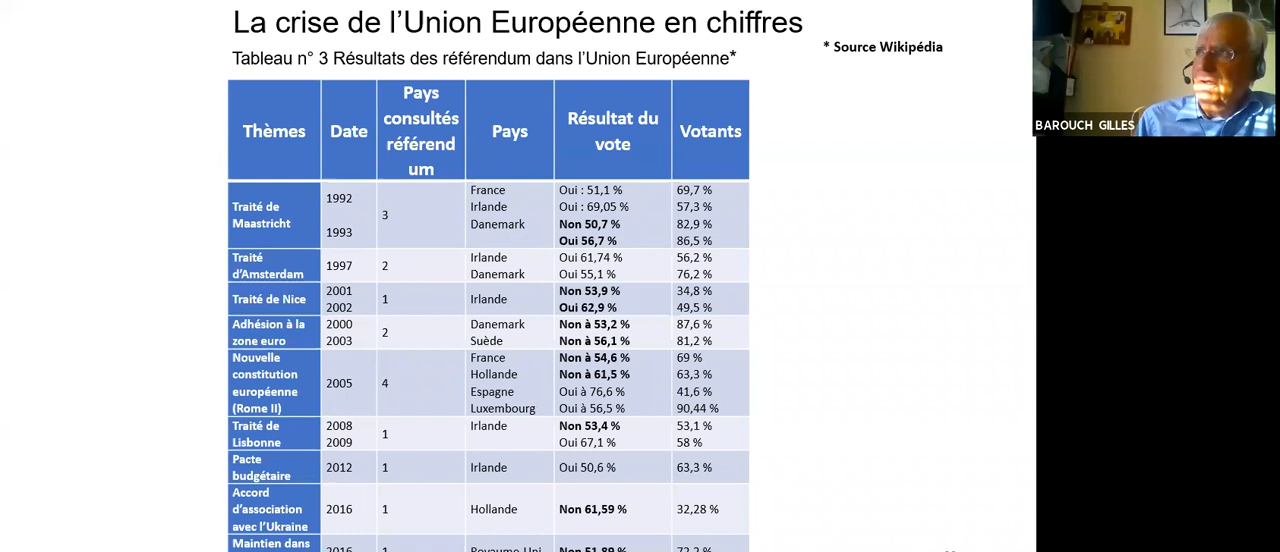 La crise de l'Union Européenne en chiffres
* Source Wikipédia
Tableau n° 3 Résultats des référendum dans l'Union Européenne*
BAROUCH GILLES
Thèmes Date Pays consultés référend um Pays Résultat du vote Votants
Traité de Maastricht 1992 1993 3
France Oui : 51,1 % 69,7 %
Irlande Oui : 69,05 % 57,3 %
Danemark Non 50,7 % 82,9 %
Oui 56,7 % 86,5 %
Traité d'Amsterdam 1997 2
Irlande Oui 61,74 % 56,2 %
Danemark Oui 55,1 % 76,2 %
Traité de Nice 2001 2002 1 Irlande
Non 53,9 % 34,8 %
Oui 62,9 % 49,5 %
Adhésion à la zone euro 2000 2003 2
Danemark Non à 53,2 % 87,6 %
Suède Non à 56,1 % 81,2 %
Nouvelle constitution européenne (Rome II) 2005 4
France Non à 54,6 % 69 %
Hollande Non à 61,5 % 63,3 %
Espagne Oui à 76,6 % 41,6 %
Luxembourg Oui à 56,5 % 90,44 %
Traité de Lisbonne 2008 2009 1
Irlande Non 53,4 % 53,1 %
Oui 67,1 % 58 %
Pacte budgétaire 2012 1 Irlande Oui 50,6 % 63,3 %
Accord d'association avec l'Ukraine 2016 1 Hollande Non 61,59 % 32,28 %
Maintien dans 2016 1 Royaume-Uni Non 51,89 % 72,2 %